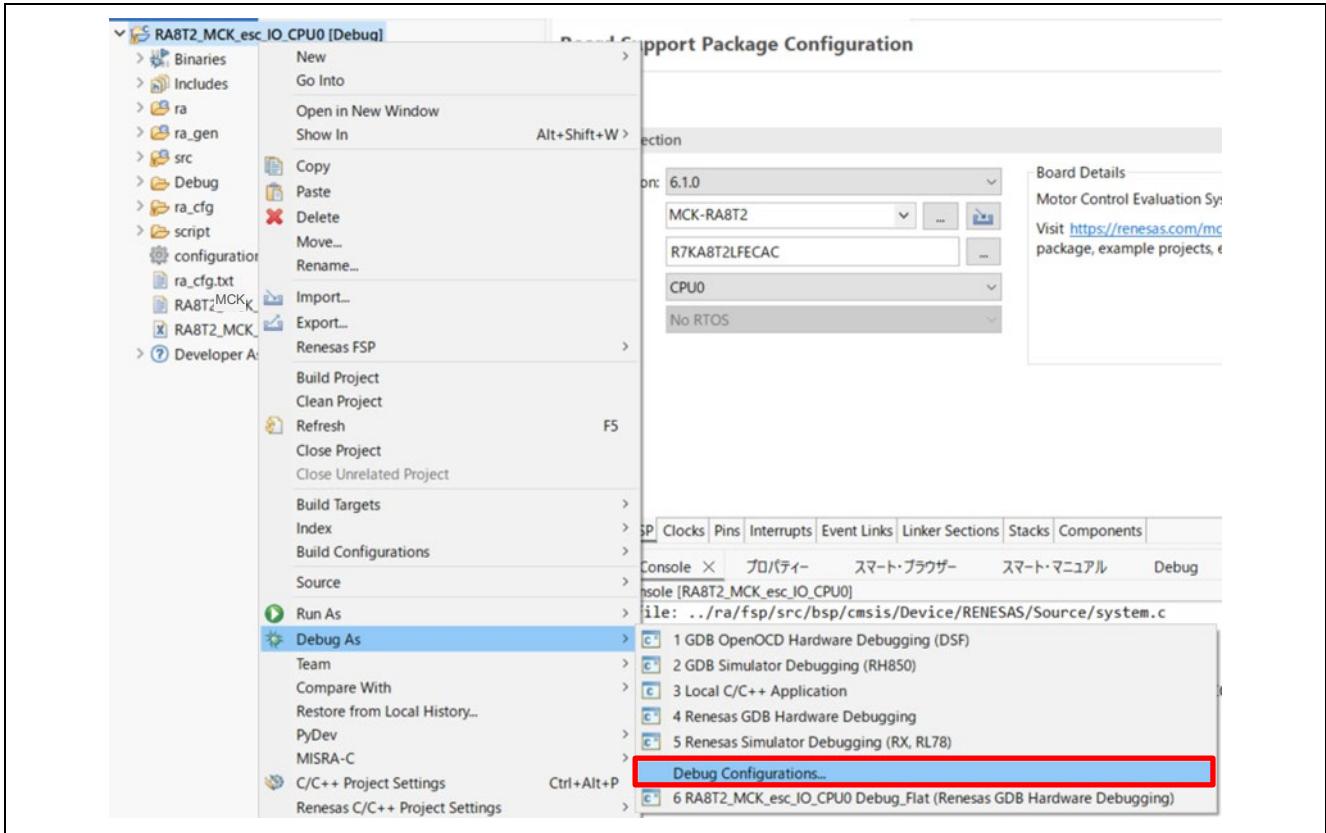 RA8T2_MCK_esc_IO_CPU0 [Debug]
Binaries
Includes
ra
ra_gen
src
Debug
ra_cfg
script
configuration
ra_cfg.txt
RA8T2_MCK
RA8T2_MCK_
Developer
New
Go Into
Open in New Window
Show In Alt+Shift+W
Copy
Paste
Delete
Move...
Rename...
Import...
Export...
Renesas FSP
Build Project
Clean Project
Refresh F5
Close Project
Close Unrelated Project
Build Targets
Index
Build Configurations
Source
Run As
Debug As
Team
Compare With
Restore from Local History...
PyDev
MISRA-C
C/C++ Project Settings Ctrl+Alt+P
Renesas C/C++ Project Settings
Support Package Configuration
ection
on: 6.1.0
MCK-RA8T2 ...
R7KA8T2LFECAC ...
CPU0
No RTOS
Board Details
Motor Control Evaluation Sy
Visit https://renesas.com/mc
package, example projects, e
SP Clocks Pins Interrupts Event Links Linker Sections Stacks Components
Console プロパティー スマート・ブラウザー スマート・マニュアル Debug
nsole [RA8T2_MCK_esc_IO_CPU0]
file: ../ra/fsp/src/bsp/cmsis/Device/RENESAS/Source/system.c
1 GDB OpenOCD Hardware Debugging (DSF)
2 GDB Simulator Debugging (RH850)
3 Local C/C++ Application
4 Renesas GDB Hardware Debugging
5 Renesas Simulator Debugging (RX, RL78)
Debug Configurations...
6 RA8T2_MCK_esc_IO_CPU0 Debug_Flat (Renesas GDB Hardware Debugging)